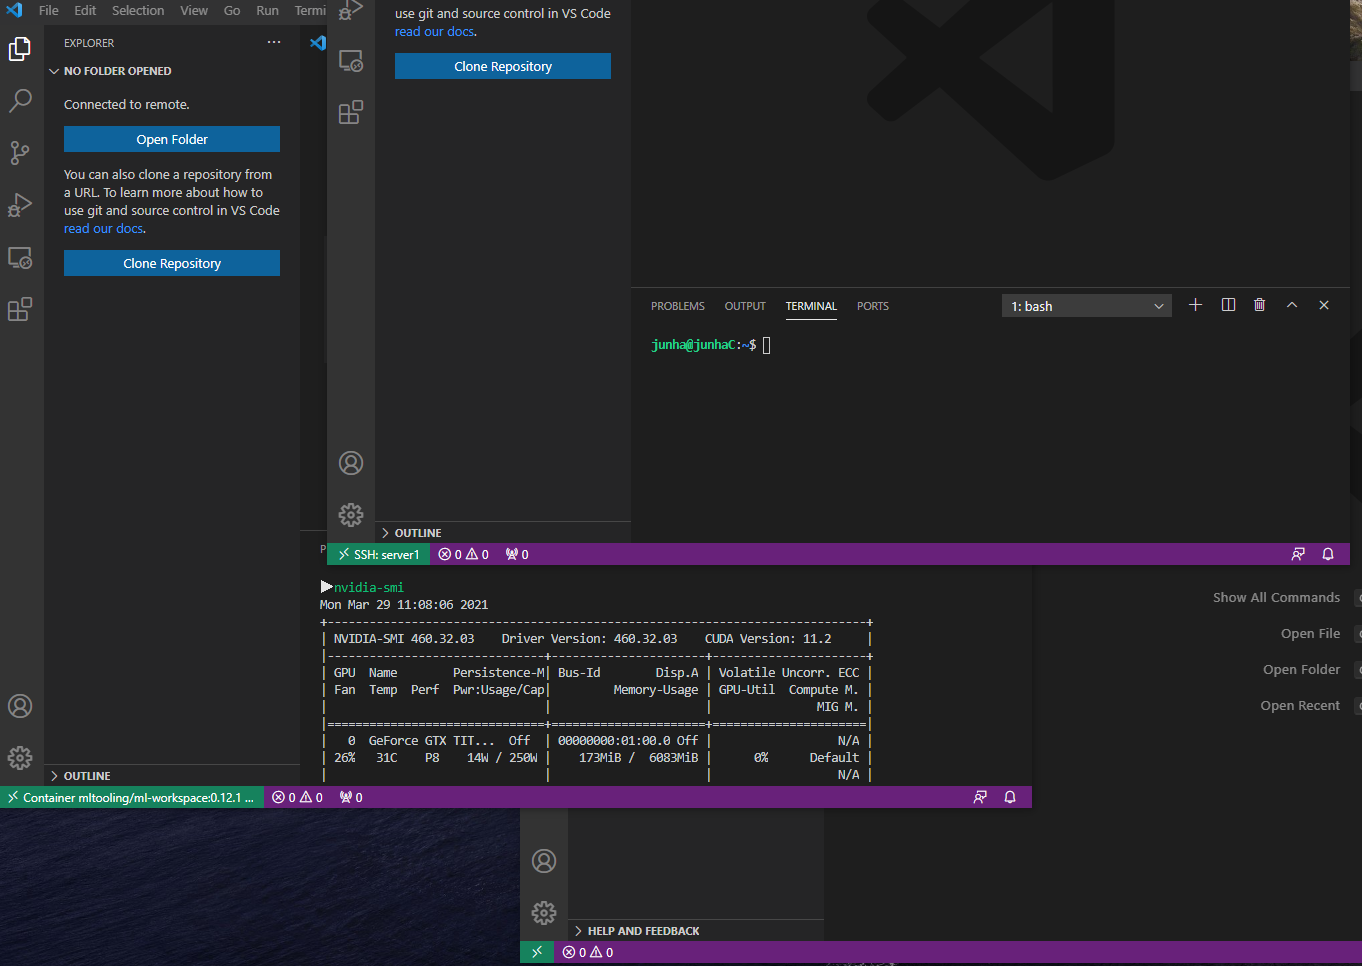 File Edit Selection View Go Run Termi
EXPLORER
NO FOLDER OPENED
Connected to remote.
Open Folder
You can also clone a repository from
a URL. To learn more about how to
use git and source control in VS Code
read our docs.
Clone Repository
OUTLINE
Container mltooling/ml-workspace:0.12.1 ... 0 0 0
use git and source control in VS Code
read our docs.
Clone Repository
OUTLINE
PROBLEMS OUTPUT TERMINAL PORTS 1: bash
junha@junhaC:~$
SSH: server1 0 0 0
nvidia-smi
Mon Mar 29 11:08:06 2021
+-----------------------------------------------------------------------------+
| NVIDIA-SMI 460.32.03    Driver Version: 460.32.03    CUDA Version: 11.2     |
|-------------------------------+----------------------+----------------------+
| GPU  Name        Persistence-M| Bus-Id        Disp.A | Volatile Uncorr. ECC |
| Fan  Temp  Perf  Pwr:Usage/Cap|         Memory-Usage | GPU-Util  Compute M. |
|                               |                      |               MIG M. |
|===============================+======================+======================|
|   0  GeForce GTX TIT...  Off  | 00000000:01:00.0 Off |                  N/A |
| 26%   31C    P8    14W / 250W |    173MiB /  6083MiB |      0%      Default |
|                               |                      |                  N/A |
Show All Commands
Open File
Open Folder
Open Recent
HELP AND FEEDBACK
0 0